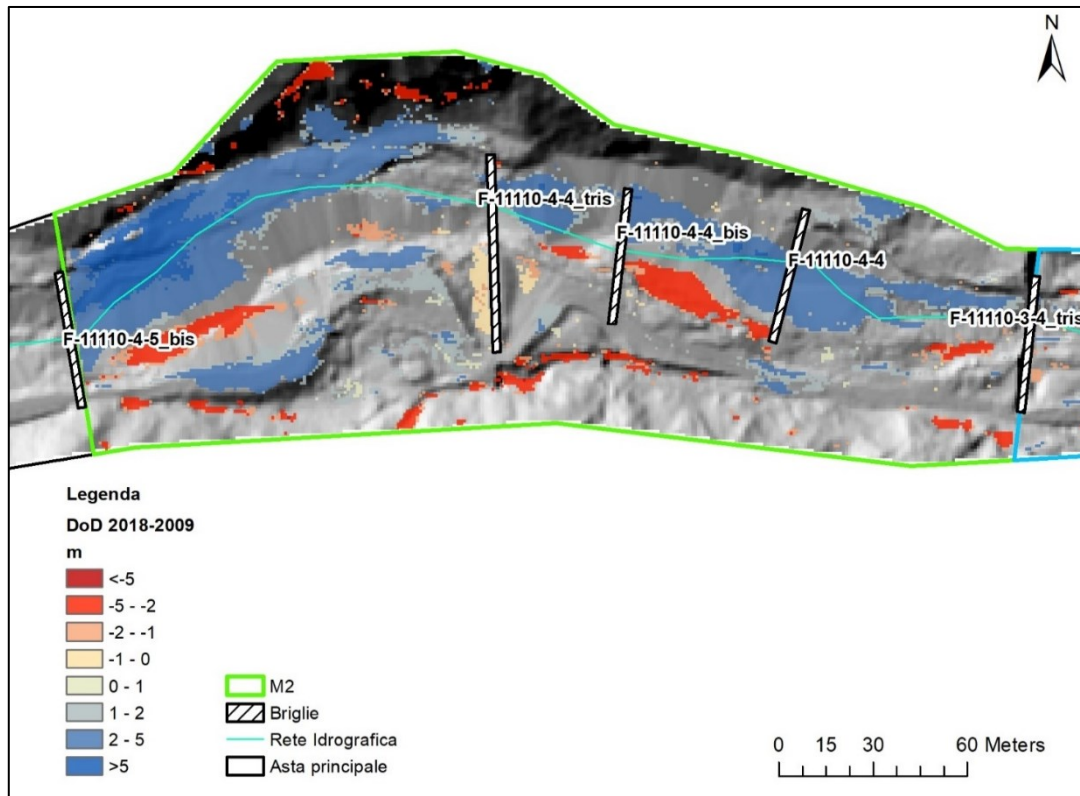 N
F-11110-4-4_tris
F-11110-4-4_bis
F-11110-4-4
F-11110-3-4_tris
F-11110-4-5_bis
Legenda
DoD 2018-2009
m
<-5
-5 - -2
-2 - -1
-1 - 0
0 - 1
1 - 2
2 - 5
>5
M2
Briglie
Rete Idrografica
Asta principale
0 15 30 60 Meters